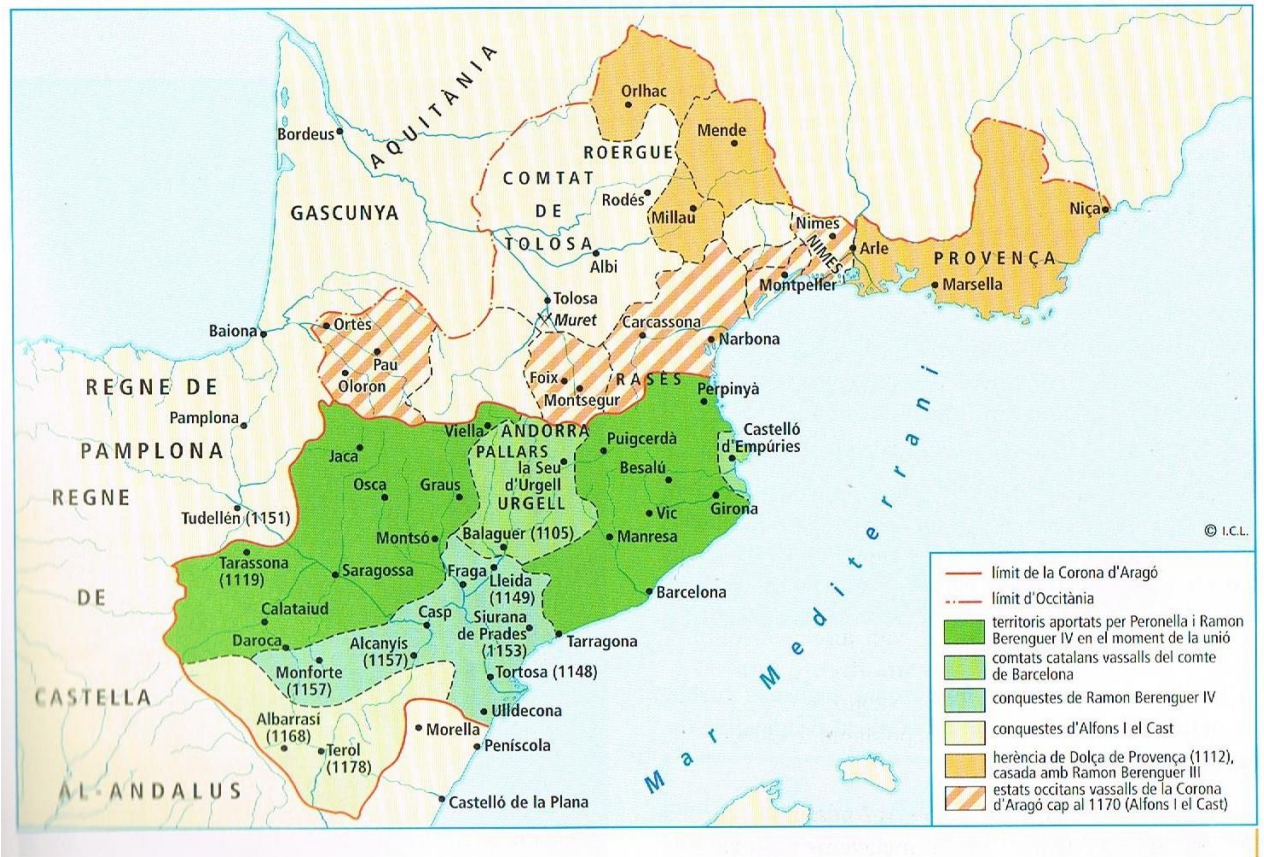 Orlhac
Bordeus
AQUITÀNIA
Mende
ROERGUE
COMTAT
DE
TOLOSA
Rodés
Millau
GASCUNYA
Niça
Nimes
NIMES
Arle
PROVENÇA
Albi
Montpeller
Marsella
Tolosa
Muret
Carcassona
Narbona
Baiona
Ortès
Pau
Oloron
Foix
RASÈS
Montsegur
Perpinyà
REGNE DE
PAMPLONA
Pamplona
Viella
ANDORRA
PALLARS
la Seu
d'Urgell
URGELL
Puigcerdà
Castelló
d'Empúries
Jaca
Besalú
Osca
Graus
Girona
Vic
REGNE
DE
CASTELLA
Tudellén (1151)
Montsó
Balaguer (1105)
Manresa
Tarassona
(1119)
Saragossa
Fraga
Lleida
(1149)
Barcelona
Calataiud
Casp
Siurana
de Prades
(1153)
Tarragona
Daroca
Alcanyís
(1157)
Monforte
(1157)
Tortosa (1148)
Ulldecona
Albarrasí
(1168)
Terol
(1178)
Morella
Peníscola
AL-ANDALUS
Castelló de la Plana
Mar Mediterrani
© I.C.L.
límit de la Corona d'Aragó
límit d'Occitània
territoris aportats per Peronella i Ramon
Berenguer IV en el moment de la unió
comtats catalans vassalls del comte
de Barcelona
conquestes de Ramon Berenguer IV
conquestes d'Alfons I el Cast
herència de Dolça de Provença (1112),
casada amb Ramon Berenguer III
estats occitans vassalls de la Corona
d'Aragó cap al 1170 (Alfons I el Cast)